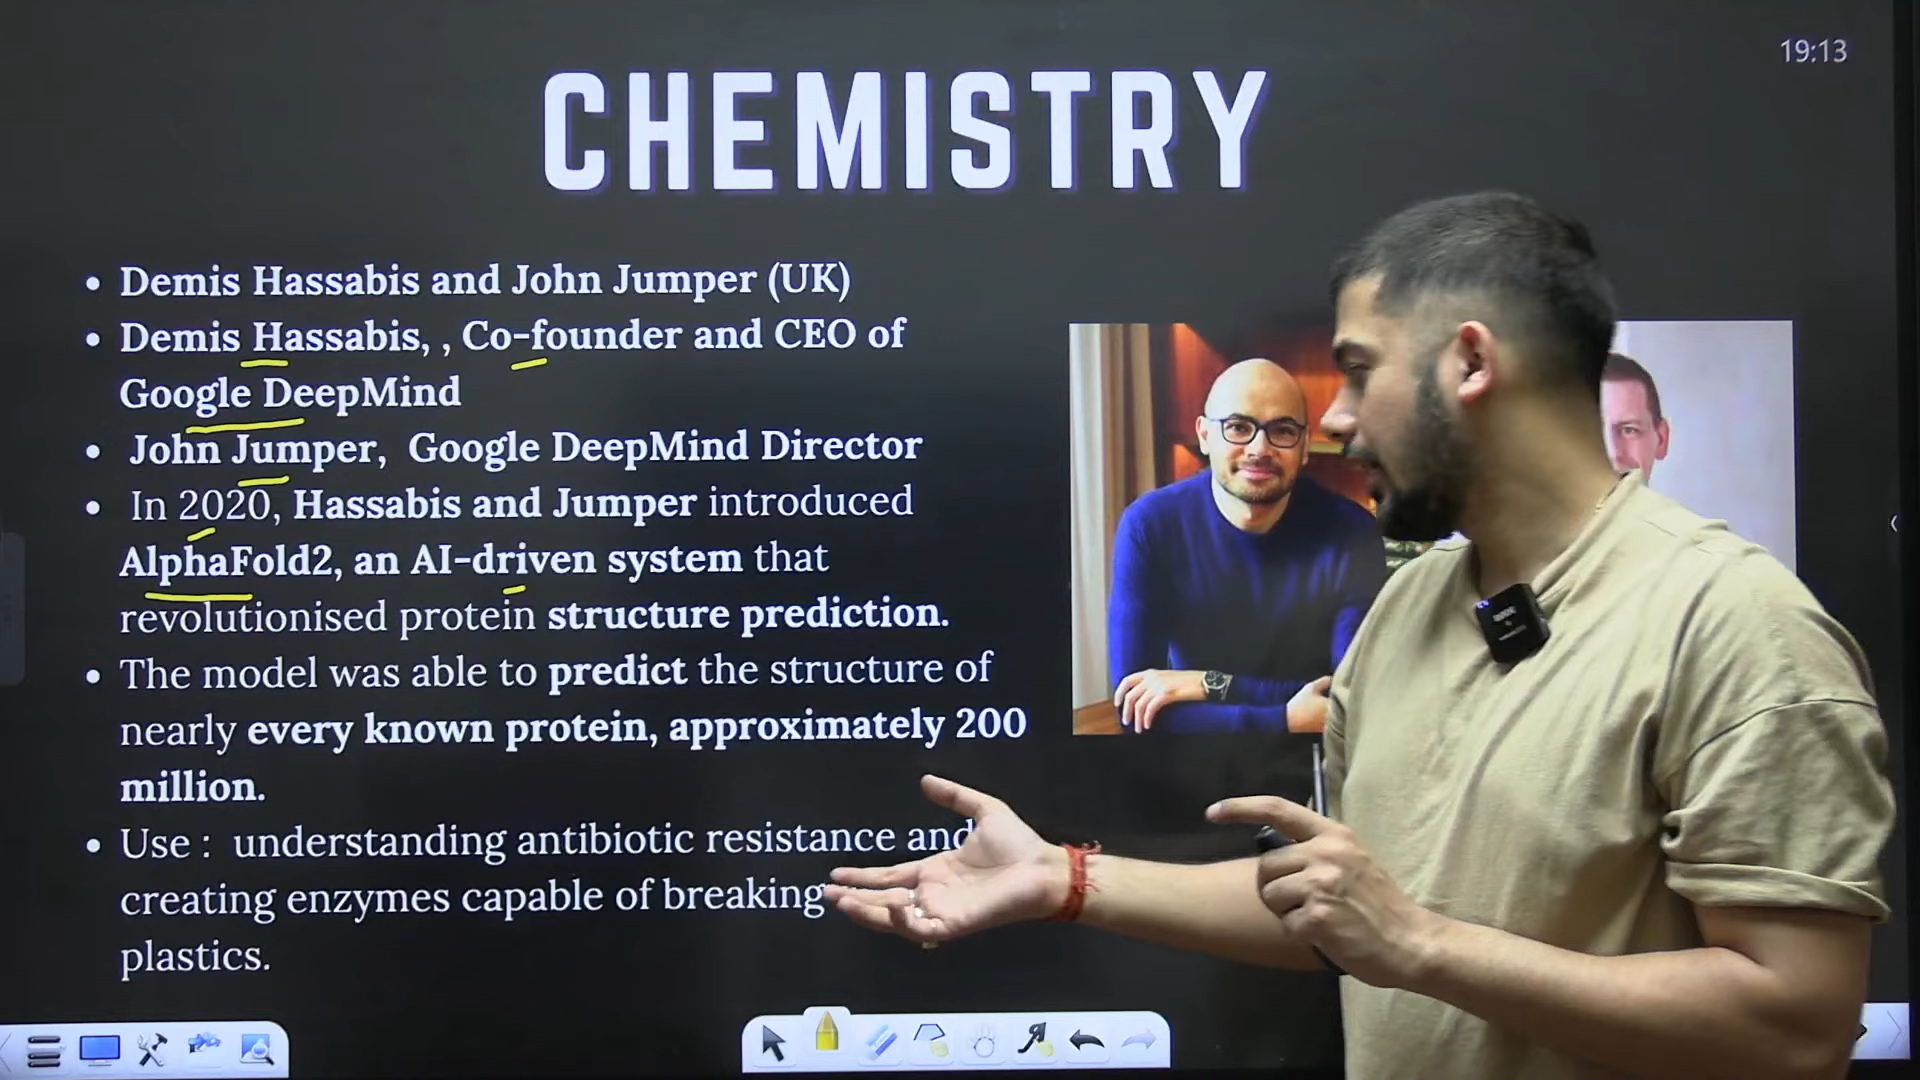 19:13
CHEMISTRY
• Demis Hassabis and John Jumper (UK)
• Demis Hassabis, , Co-founder and CEO of
Google DeepMind
• John Jumper, Google DeepMind Director
• In 2020, Hassabis and Jumper introduced
AlphaFold2, an AI-driven system that
revolutionised protein structure prediction.
• The model was able to predict the structure of
nearly every known protein, approximately 200
million.
• Use : understanding antibiotic resistance and
creating enzymes capable of breaking
plastics.